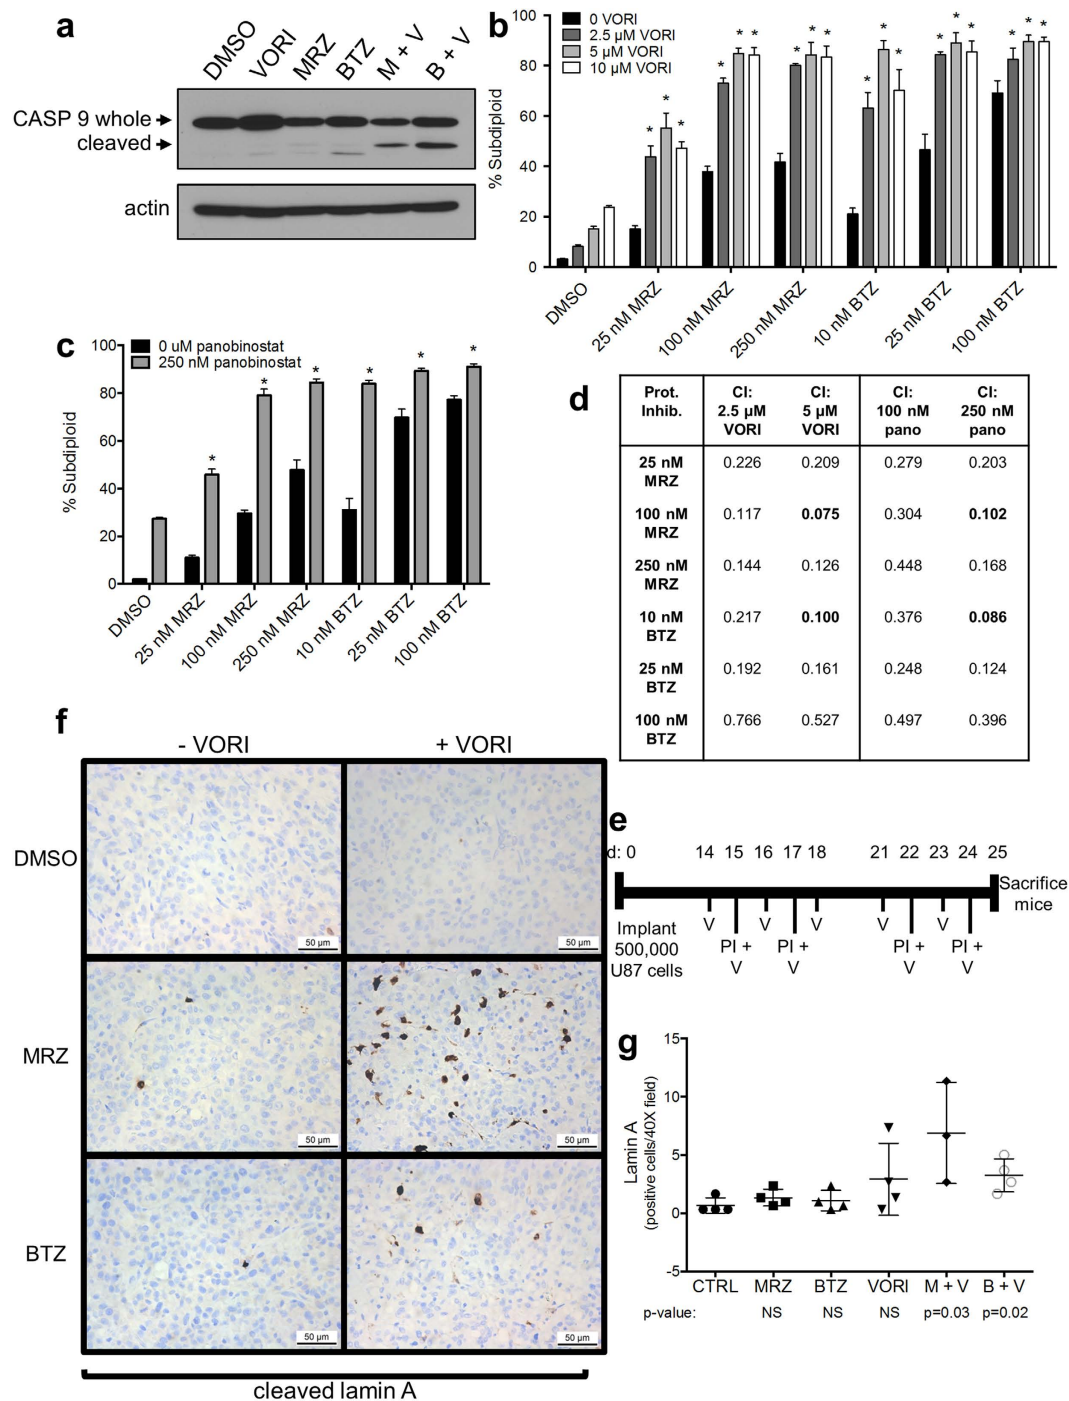 a
DMSO
VORI
MRZ
BTZ
M + V
B + V
CASP 9 whole
cleaved
actin
b
0 VORI
2.5 µM VORI
5 µM VORI
10 µM VORI
% Subdiploid
100
80
60
40
20
0
* * * * * * * * * * * * * * * * * *
DMSO
25 nM MRZ
100 nM MRZ
250 nM MRZ
10 nM BTZ
25 nM BTZ
100 nM BTZ
c
0 uM panobinostat
250 nM panobinostat
% Subdiploid
100
80
60
40
20
0
* * * * * *
DMSO
25 nM MRZ
100 nM MRZ
250 nM MRZ
10 nM BTZ
25 nM BTZ
100 nM BTZ
d
Prot. Inhib. CI: 2.5 µM VORI CI: 5 µM VORI CI: 100 nM pano CI: 250 nM pano
25 nM MRZ 0.226 0.209 0.279 0.203
100 nM MRZ 0.117 0.075 0.304 0.102
250 nM MRZ 0.144 0.126 0.448 0.168
10 nM BTZ 0.217 0.100 0.376 0.086
25 nM BTZ 0.192 0.161 0.248 0.124
100 nM BTZ 0.766 0.527 0.497 0.396
f
- VORI + VORI
DMSO
50 µm 50 µm
MRZ
50 µm 50 µm
BTZ
50 µm 50 µm
cleaved lamin A
e
d: 0 14 15 16 17 18 21 22 23 24 25
Sacrifice
mice
Implant
500,000
U87 cells
V V V V V
PI + PI + PI + PI +
V V V V
g
Lamin A
(positive cells/40X field)
15
10
5
0
-5
CTRL MRZ BTZ VORI M + V B + V
p-value: NS NS NS p=0.03 p=0.02